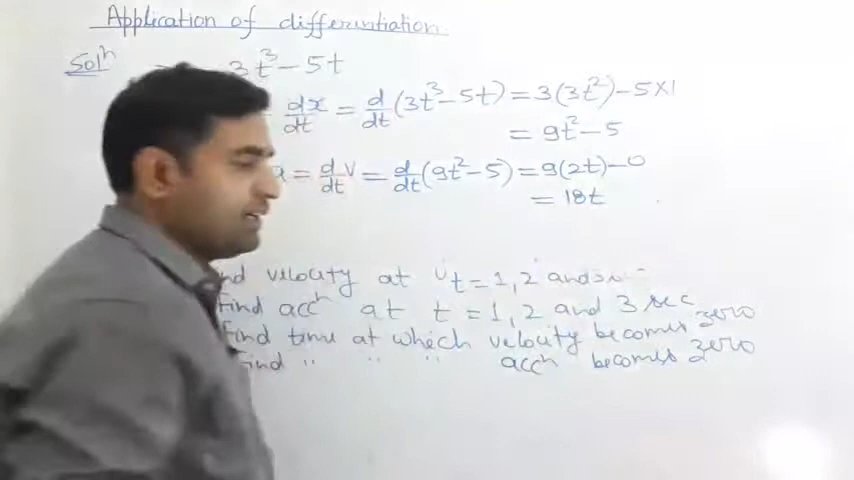 Application of differintiation
Solⁿ 3t³ - 5t
dx/dt = d/dt (3t³ - 5t) = 3(3t²) - 5×1
= 9t² - 5
= d/dt v = d/dt (9t² - 5) = 9(2t) - 0
= 18t
nd velocity at t = 1, 2 and
Find accⁿ at t = 1, 2 and 3 sec
Find time at which velocity becomes zero
Find " " " accⁿ becomes zero